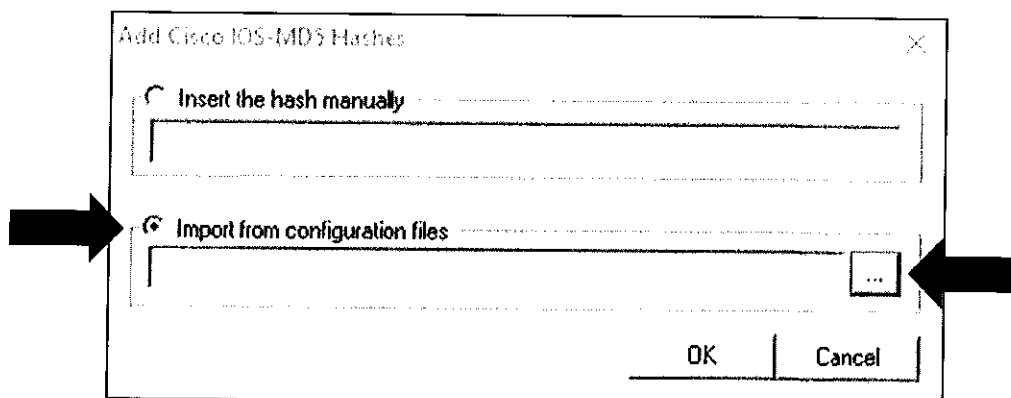 Add Cisco IOS-MD5 Hashes
Insert the hash manually
Import from configuration files
...
OK Cancel